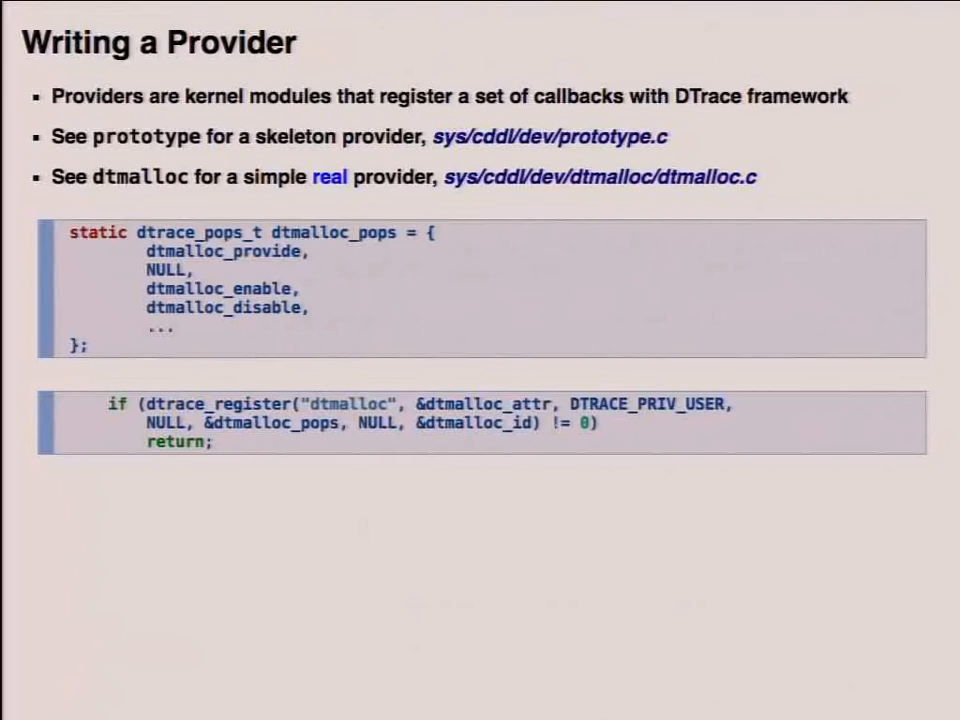 Writing a Provider
Providers are kernel modules that register a set of callbacks with DTrace framework
See prototype for a skeleton provider, sys/cddl/dev/prototype.c
See dtmalloc for a simple real provider, sys/cddl/dev/dtmalloc/dtmalloc.c
static dtrace_pops_t dtmalloc_pops = {
dtmalloc_provide,
NULL,
dtmalloc_enable,
dtmalloc_disable,
...
};
if (dtrace_register("dtmalloc", &dtmalloc_attr, DTRACE_PRIV_USER,
NULL, &dtmalloc_pops, NULL, &dtmalloc_id) != 0)
return;